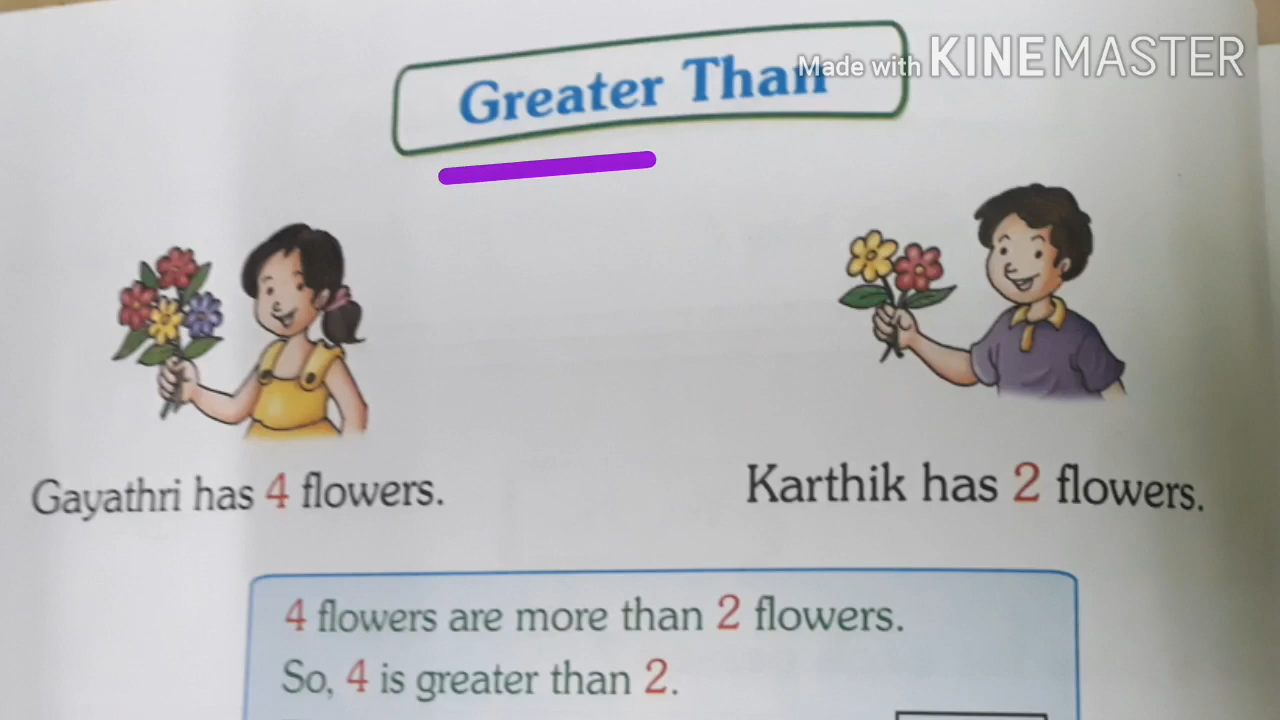 Greater Than
Made with KINEMASTER
Gayathri has 4 flowers.
Karthik has 2 flowers.
4 flowers are more than 2 flowers.
So, 4 is greater than 2.